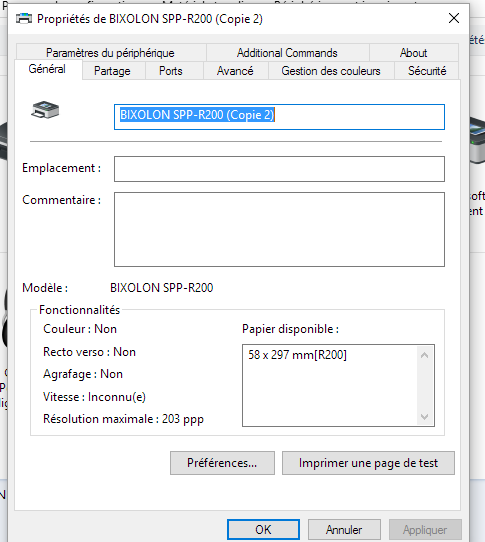 Propriétés de BIXOLON SPP-R200 (Copie 2)
Paramètres du périphérique
Additional Commands
About
Général
Partage
Ports
Avancé
Gestion des couleurs
Sécurité
BIXOLON SPP-R200 (Copie 2)
Emplacement :
Commentaire :
Modèle :
BIXOLON SPP-R200
Fonctionnalités
Couleur : Non
Recto verso : Non
Agrafage : Non
Vitesse : Inconnu(e)
Résolution maximale : 203 ppp
Papier disponible :
58 x 297 mm[R200]
Préférences...
Imprimer une page de test
OK
Annuler
Appliquer